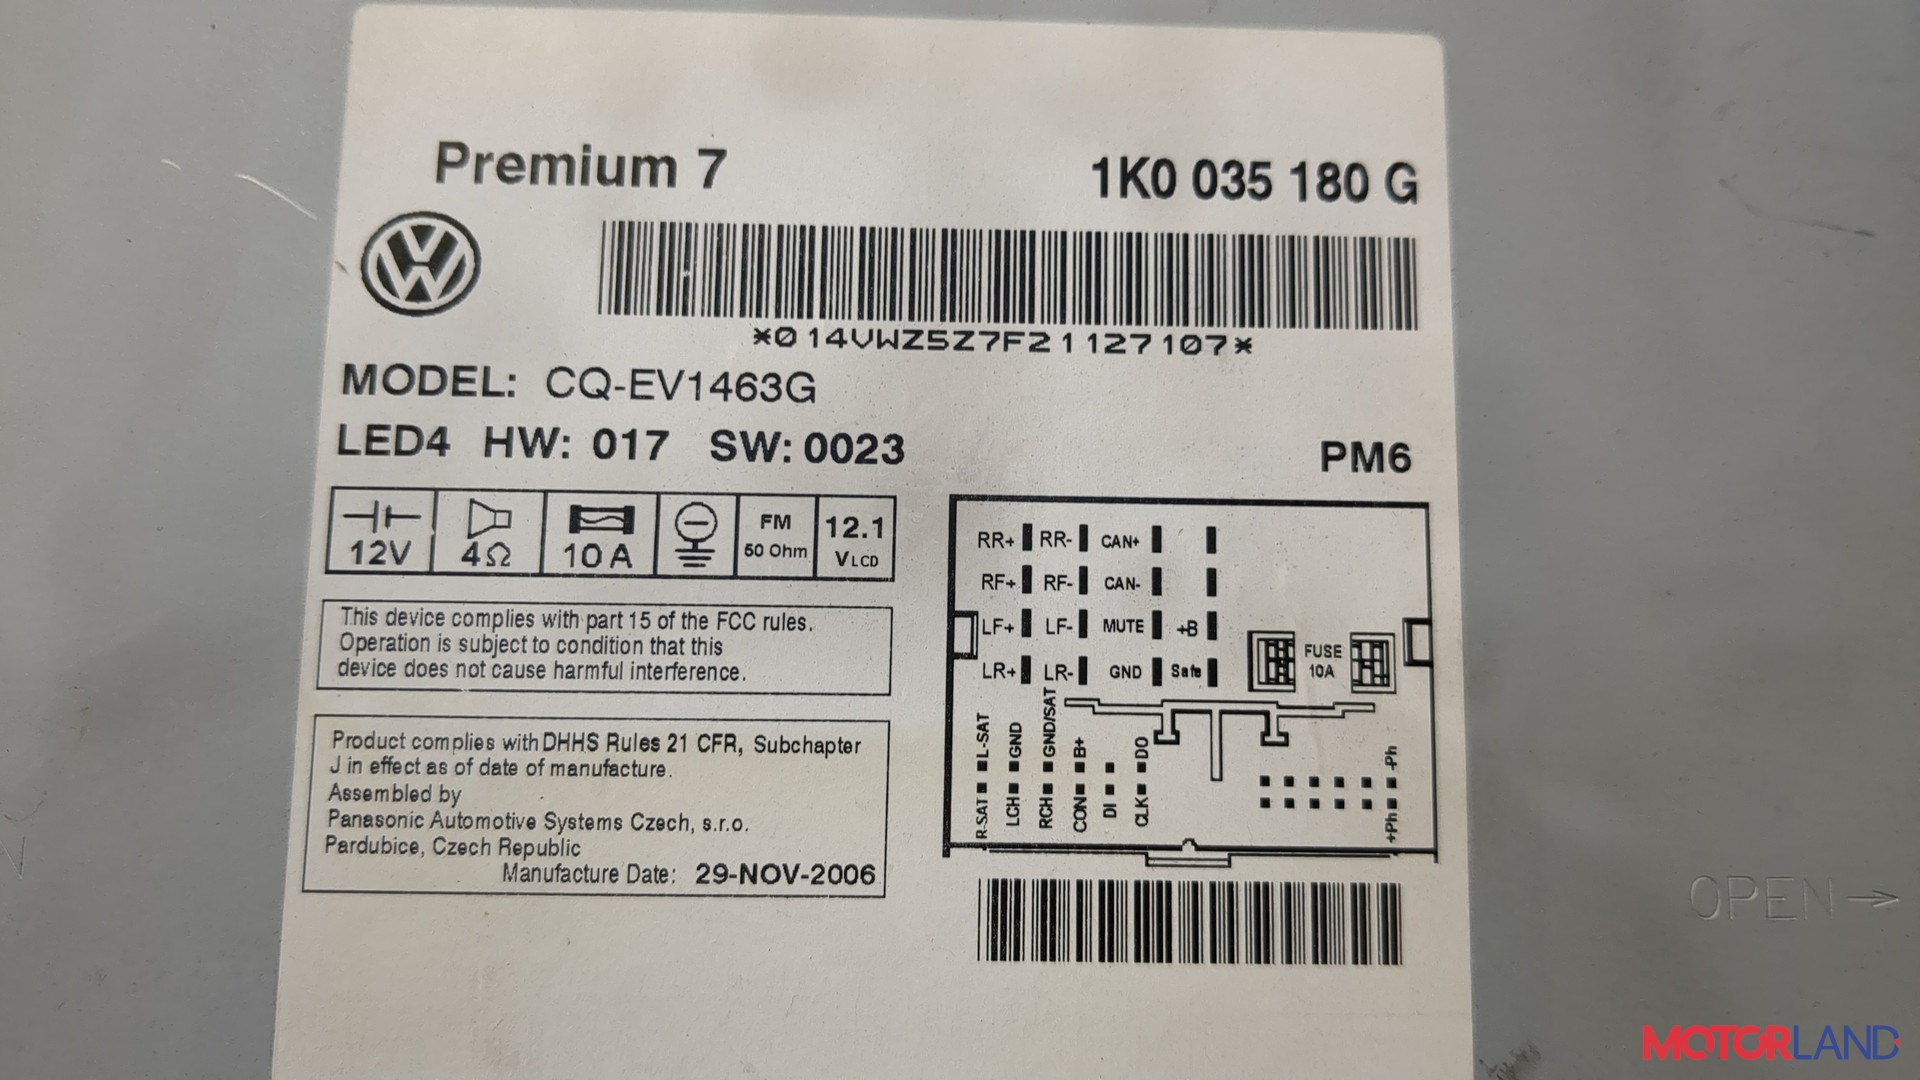 Premium 7
1K0 035 180 G
*014VWZ5Z7F21127107*
MODEL: CQ-EV1463G
LED4 HW: 017 SW: 0023
PM6
12V
4Ω
10A
FM
50 Ohm
12.1
VLCD
This device complies with part 15 of the FCC rules.
Operation is subject to condition that this
device does not cause harmful interference.
Product complies with DHHS Rules 21 CFR, Subchapter
J in effect as of date of manufacture.
Assembled by
Panasonic Automotive Systems Czech, s.r.o.
Pardubice, Czech Republic
Manufacture Date: 29-NOV-2006
RR+ RR- CAN+
RF+ RF- CAN-
LF+ LF- MUTE +B
LR+ LR- GND Safe
FUSE
10A
L-SAT
GND
GND/SAT
B+
DO
R-SAT
LCH
RCH
CON
DI
CLK
-Ph
+Ph
OPEN →
MOTORLAND